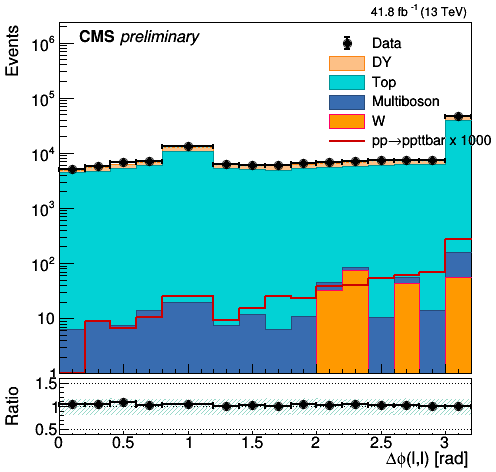 41.8 fb⁻¹ (13 TeV)
CMS preliminary
Events
Data
DY
Top
Multiboson
W
pp→ppttbar x 1000
10⁶
10⁵
10⁴
10³
10²
10
1
Ratio
1.5
1
0.5
0 0.5 1 1.5 2 2.5 3
Δϕ(l,l) [rad]